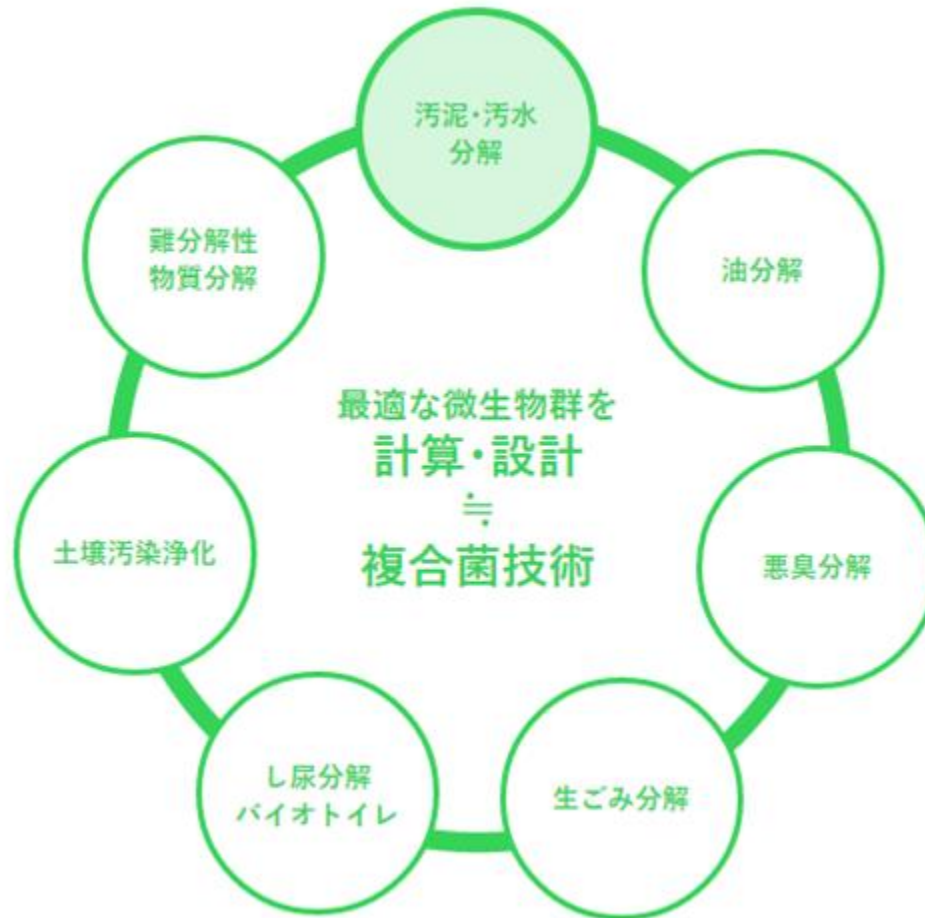 汚泥・汚水
分解
油分解
悪臭分解
生ごみ分解
し尿分解
バイオトイレ
土壌汚染浄化
難分解性
物質分解
最適な微生物群を
計算・設計
≒
複合菌技術